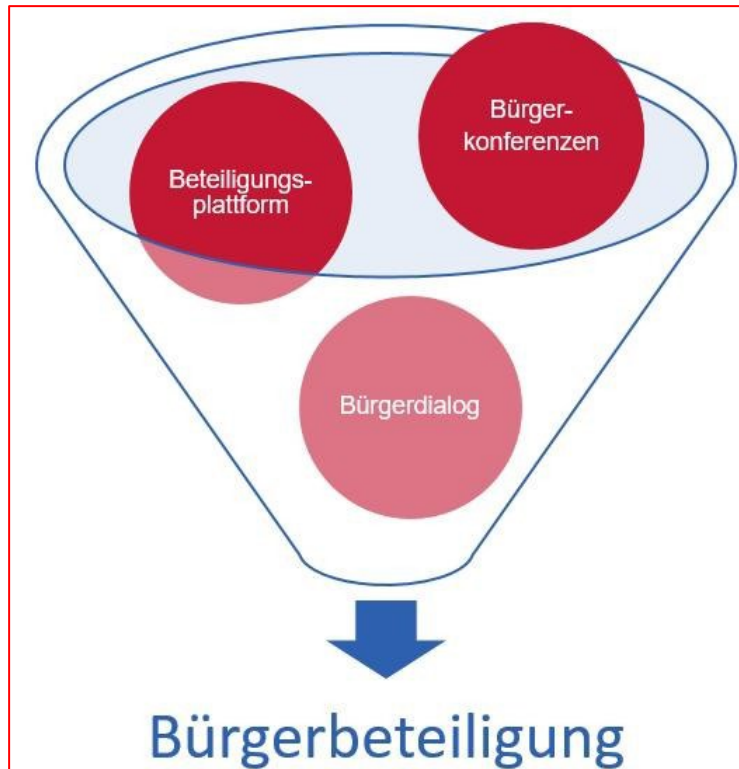 Bürger-
konferenzen
Beteiligungs-
plattform
Bürgerdialog
Bürgerbeteiligung